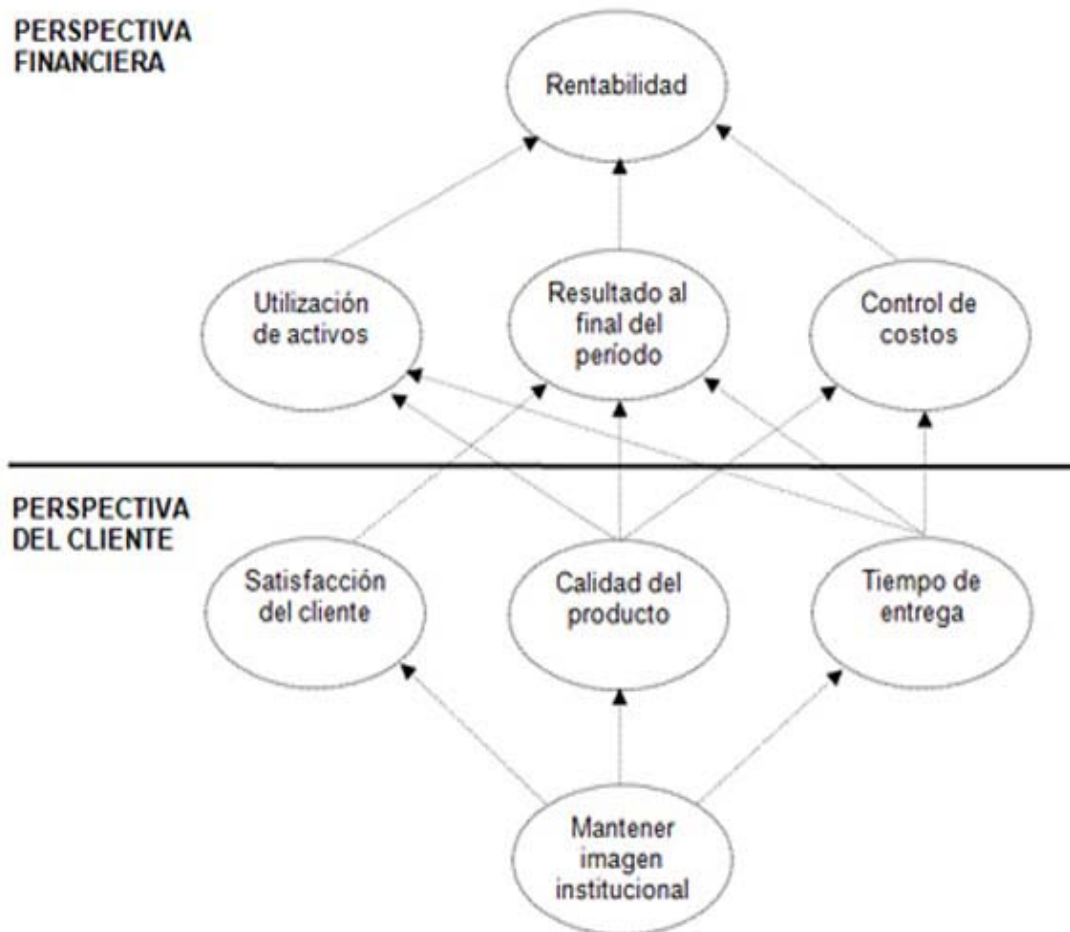 PERSPECTIVA
FINANCIERA
Rentabilidad
Utilización
de activos
Resultado al
final del
período
Control de
costos
PERSPECTIVA
DEL CLIENTE
Satisfacción
del cliente
Calidad del
producto
Tiempo de
entrega
Mantener
imagen
institucional